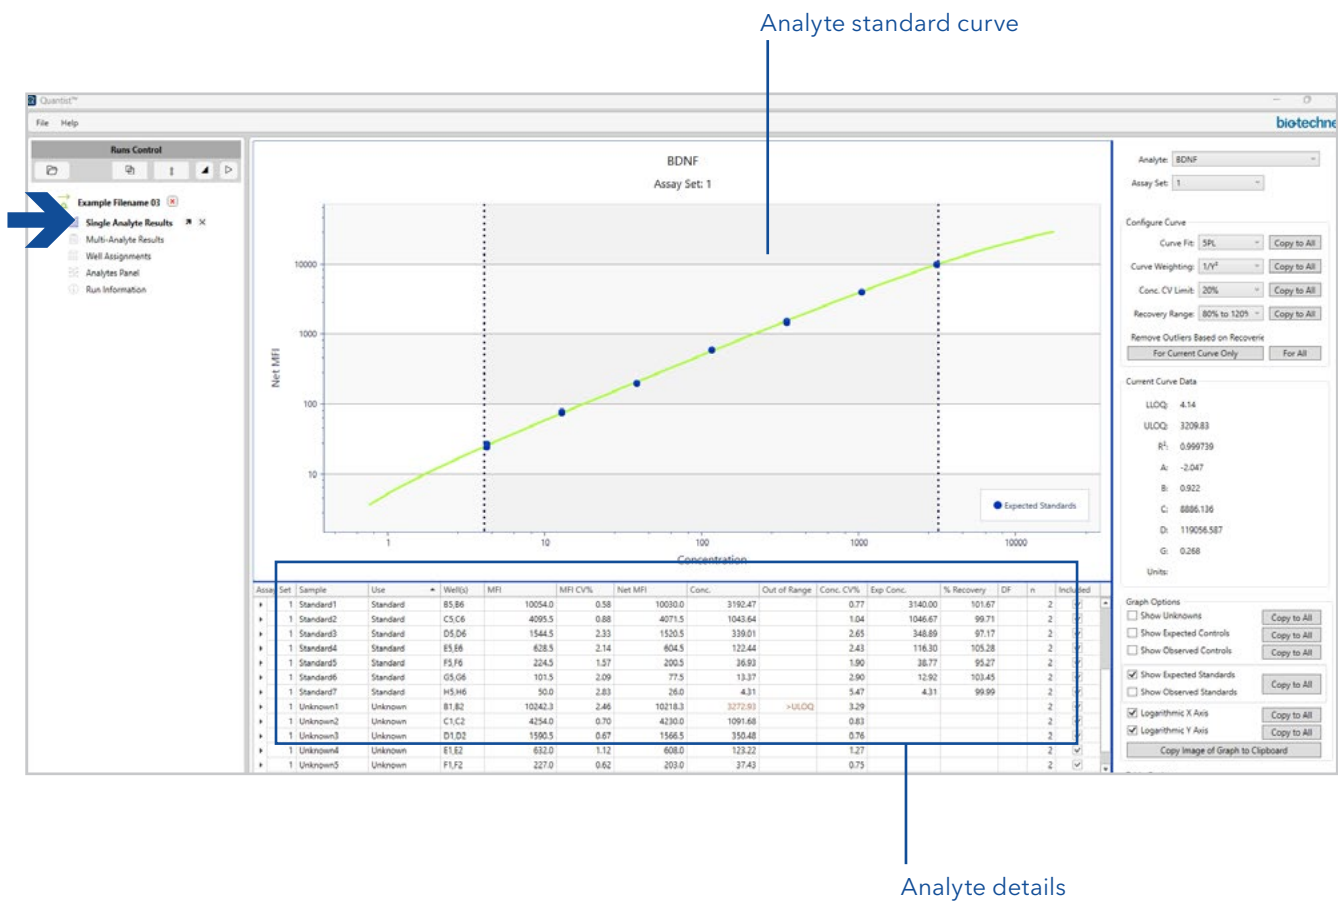 Analyte standard curve
Quantist™
File Help
bio-techne
Runs Control
Example Filename 03
Single Analyte Results
Multi-Analyte Results
Well Assignments
Analytes Panel
Run Information
BDNF
Assay Set: 1
Net MFI
10000
1000
100
10
1 10 100 1000 10000
Concentration
Expected Standards
Analyte: BDNF
Assay Set: 1
Configure Curve
Curve Fit: 5PL Copy to All
Curve Weighting: 1/Y² Copy to All
Conc. CV Limit: 20% Copy to All
Recovery Range: 80% to 120% Copy to All
Remove Outliers Based on Recoverie
For Current Curve Only For All
Current Curve Data
LLOQ: 4.14
ULOQ: 3209.83
R²: 0.999739
A: -2.047
B: 0.922
C: 8886.136
D: 119056.587
G: 0.268
Units:
Graph Options
Show Unknowns Copy to All
Show Expected Controls Copy to All
Show Observed Controls Copy to All
Show Expected Standards Copy to All
Show Observed Standards
Logarithmic X Axis Copy to All
Logarithmic Y Axis Copy to All
Copy Image of Graph to Clipboard
Assay Set Sample Use Well(s) MFI MFI CV% Net MFI Conc. Out of Range Conc. CV% Exp Conc. % Recovery DF n Included
1 Standard1 Standard B5,B6 10054.0 0.58 10030.0 3192.47 0.77 3140.00 101.67 2
1 Standard2 Standard C5,C6 4095.5 0.88 4071.5 1043.64 1.04 1046.67 99.71 2
1 Standard3 Standard D5,D6 1544.5 2.33 1520.5 339.01 2.65 348.89 97.17 2
1 Standard4 Standard E5,E6 628.5 2.14 604.5 122.44 2.43 116.30 105.28 2
1 Standard5 Standard F5,F6 224.5 1.57 200.5 36.93 1.90 38.77 95.27 2
1 Standard6 Standard G5,G6 101.5 2.09 77.5 13.37 2.90 12.92 103.45 2
1 Standard7 Standard H5,H6 50.0 2.83 26.0 4.31 5.47 4.31 99.99 2
1 Unknown1 Unknown B1,B2 10242.3 2.46 10218.3 3272.93 >ULOQ 3.29 2
1 Unknown2 Unknown C1,C2 4254.0 0.70 4230.0 1091.68 0.83 2
1 Unknown3 Unknown D1,D2 1590.5 0.67 1566.5 350.48 0.76 2
1 Unknown4 Unknown E1,E2 632.0 1.12 608.0 123.22 1.27 2
1 Unknown5 Unknown F1,F2 227.0 0.62 203.0 37.43 0.75 2
Analyte details